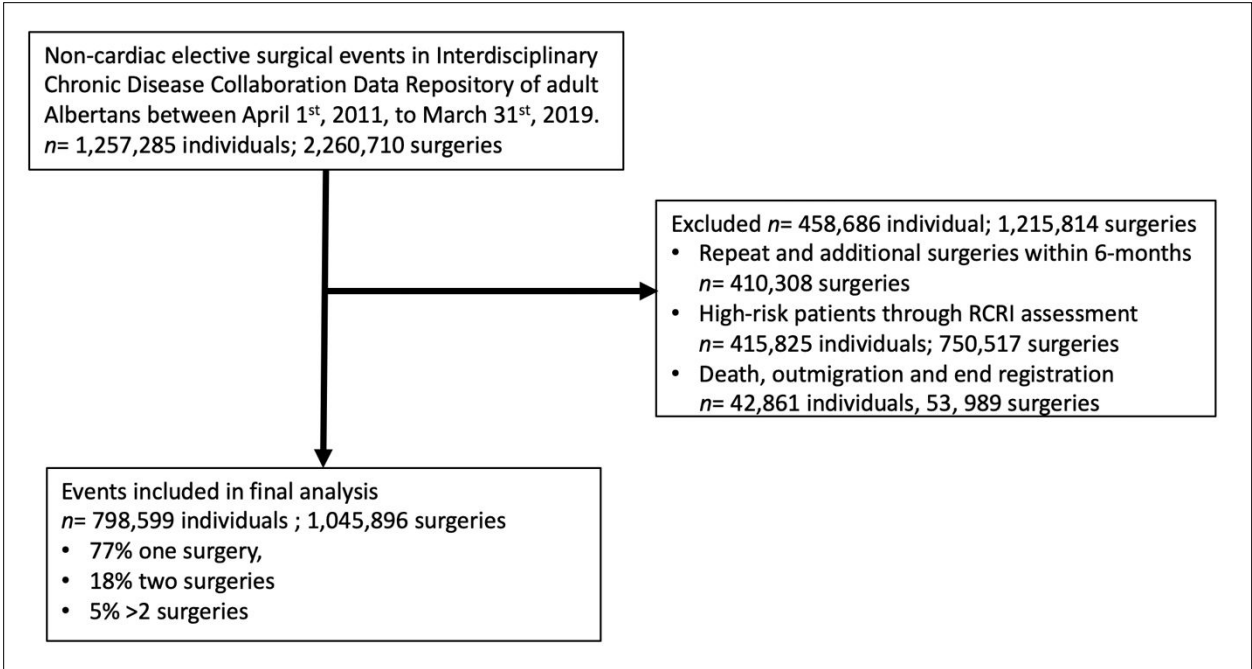 Non-cardiac elective surgical events in Interdisciplinary
Chronic Disease Collaboration Data Repository of adult
Albertans between April 1st, 2011, to March 31st, 2019.
n= 1,257,285 individuals; 2,260,710 surgeries
Excluded n= 458,686 individual; 1,215,814 surgeries
• Repeat and additional surgeries within 6-months
n= 410,308 surgeries
• High-risk patients through RCRI assessment
n= 415,825 individuals; 750,517 surgeries
• Death, outmigration and end registration
n= 42,861 individuals, 53, 989 surgeries
Events included in final analysis
n= 798,599 individuals ; 1,045,896 surgeries
• 77% one surgery,
• 18% two surgeries
• 5% >2 surgeries